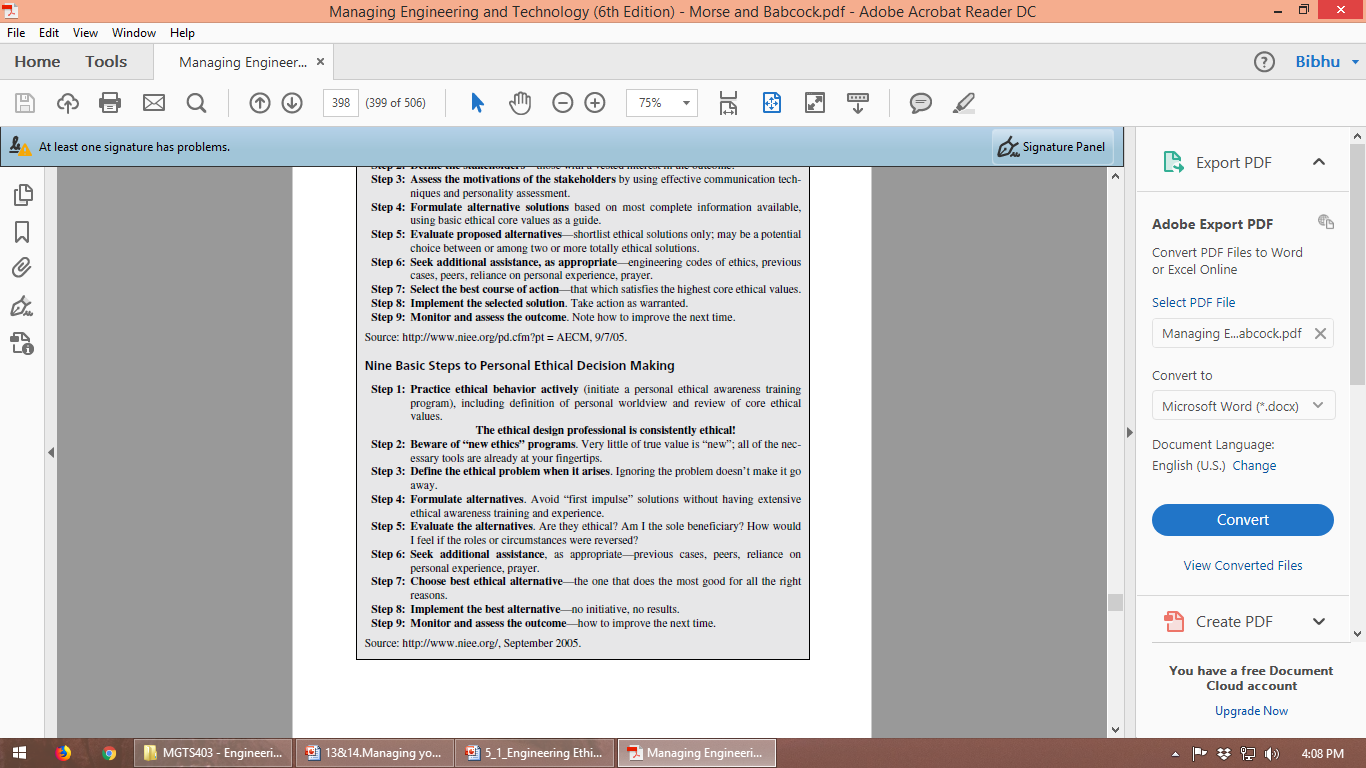 Managing Engineering and Technology (6th Edition) - Morse and Babcock.pdf - Adobe Acrobat Reader DC
File Edit View Window Help
Home Tools Managing Engineer... ×
Bibhu
398 (399 of 506) 75%
At least one signature has problems.
Signature Panel
Step 3: Assess the motivations of the stakeholders by using effective communication tech-
niques and personality assessment.
Step 4: Formulate alternative solutions based on most complete information available,
using basic ethical core values as a guide.
Step 5: Evaluate proposed alternatives—shortlist ethical solutions only; may be a potential
choice between or among two or more totally ethical solutions.
Step 6: Seek additional assistance, as appropriate—engineering codes of ethics, previous
cases, peers, reliance on personal experience, prayer.
Step 7: Select the best course of action—that which satisfies the highest core ethical values.
Step 8: Implement the selected solution. Take action as warranted.
Step 9: Monitor and assess the outcome. Note how to improve the next time.
Source: http://www.niee.org/pd.cfm?pt = AECM, 9/7/05.
Nine Basic Steps to Personal Ethical Decision Making
Step 1: Practice ethical behavior actively (initiate a personal ethical awareness training
program), including definition of personal worldview and review of core ethical
values.
The ethical design professional is consistently ethical!
Step 2: Beware of “new ethics” programs. Very little of true value is “new”; all of the nec-
essary tools are already at your fingertips.
Step 3: Define the ethical problem when it arises. Ignoring the problem doesn’t make it go
away.
Step 4: Formulate alternatives. Avoid “first impulse” solutions without having extensive
ethical awareness training and experience.
Step 5: Evaluate the alternatives. Are they ethical? Am I the sole beneficiary? How would
I feel if the roles or circumstances were reversed?
Step 6: Seek additional assistance, as appropriate—previous cases, peers, reliance on
personal experience, prayer.
Step 7: Choose best ethical alternative—the one that does the most good for all the right
reasons.
Step 8: Implement the best alternative—no initiative, no results.
Step 9: Monitor and assess the outcome—how to improve the next time.
Source: http://www.niee.org/, September 2005.
Export PDF
Adobe Export PDF
Convert PDF Files to Word
or Excel Online
Select PDF File
Managing E...abcock.pdf
Convert to
Microsoft Word (*.docx)
Document Language:
English (U.S.) Change
Convert
View Converted Files
Create PDF
You have a free Document
Cloud account
Upgrade Now
MGTS403 - Engineeri... 13&14.Managing yo... 5_1_Engineering Ethi... Managing Engineeri...
4:08 PM